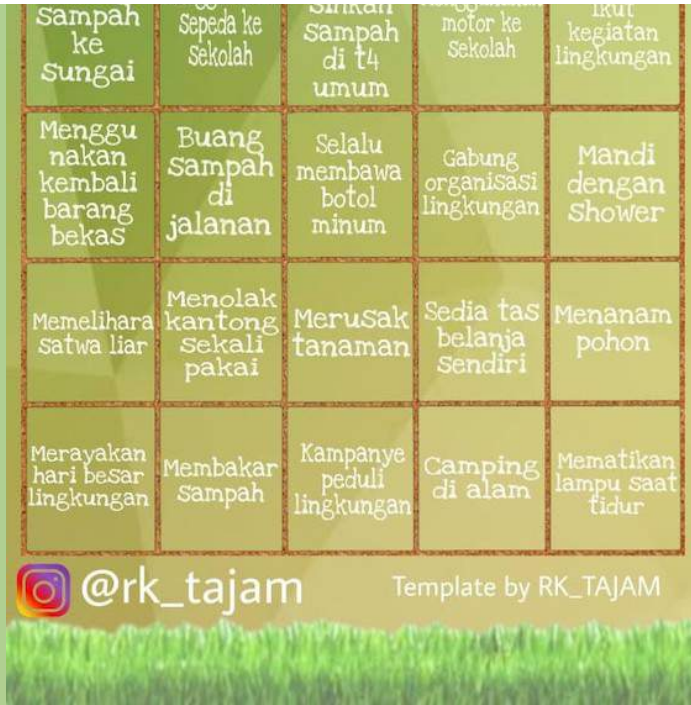 sampah
ke
sungai
Sepeda ke
Sekolah
sampah
di t4
umum
motor ke
Sekolah
Ikut
kegiatan
lingkungan
Menggu
nakan
kembali
barang
bekas
Buang
sampah
di
jalanan
Selalu
membawa
botol
minum
Gabung
organisasi
lingkungan
Mandi
dengan
shower
Memelihara
satwa liar
Menolak
kantong
sekali
pakai
Merusak
tanaman
Sedia tas
belanja
sendiri
Menanam
pohon
Merayakan
hari besar
lingkungan
Membakar
sampah
Kampanye
peduli
lingkungan
Camping
di alam
Mematikan
lampu saat
tidur
@rk_tajam
Template by RK_TAJAM